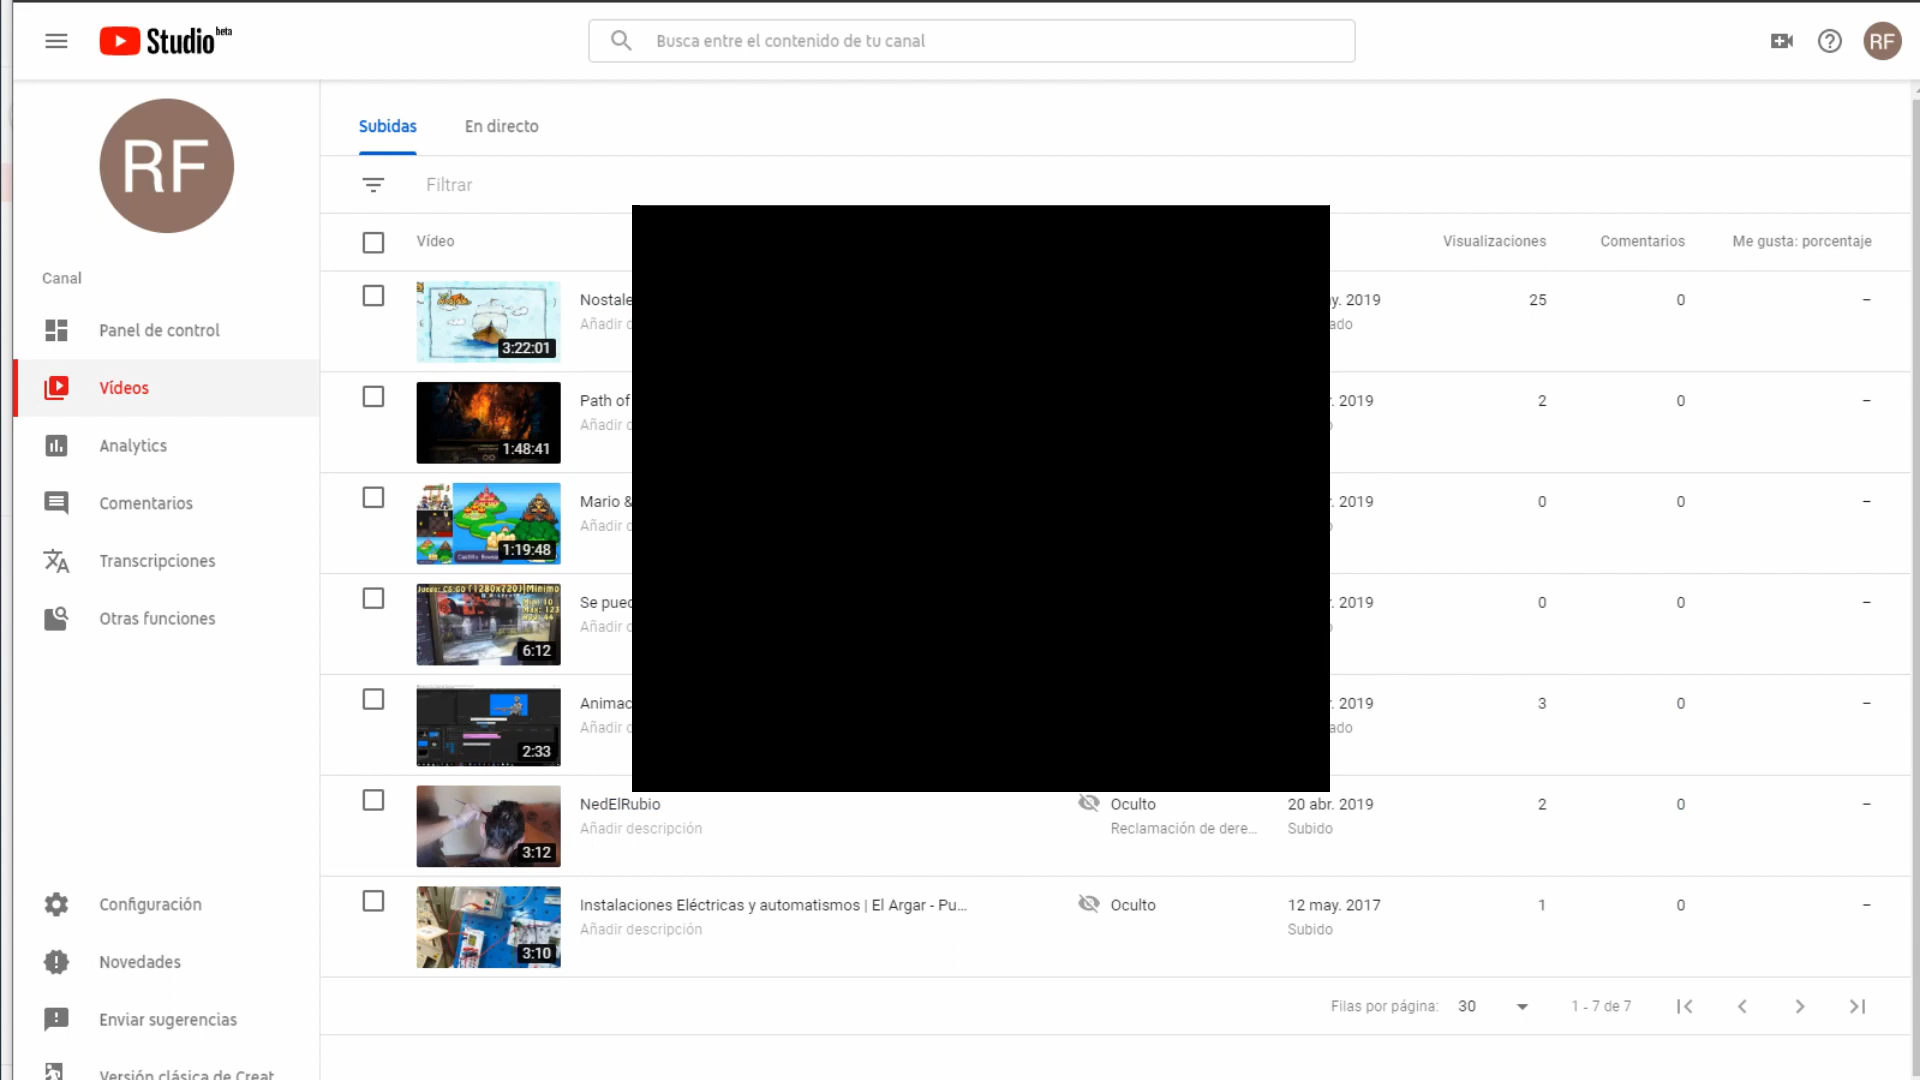 Studio beta
Busca entre el contenido de tu canal
RF
RF
Canal
Panel de control
Vídeos
Analytics
Comentarios
Transcripciones
Otras funciones
Configuración
Novedades
Enviar sugerencias
Versión clásica de Creat
Subidas En directo
Filtrar
Vídeo Visualizaciones Comentarios Me gusta: porcentaje
3:22:01
Nostale y. 2019 25 0 –
Añadir d ado
1:48:41
Path of . 2019 2 0 –
Añadir d
1:19:48
Mario & . 2019 0 0 –
Añadir d
Juego: CS:GO (1280x720) Minimo
6:12
Se pued . 2019 0 0 –
Añadir d
2:33
Animac . 2019 3 0 –
Añadir d ado
3:12
NedElRubio Oculto 20 abr. 2019 2 0 –
Añadir descripción Reclamación de dere... Subido
3:10
Instalaciones Eléctricas y automatismos | El Argar - Pu... Oculto 12 may. 2017 1 0 –
Añadir descripción Subido
Filas por página: 30 1 - 7 de 7